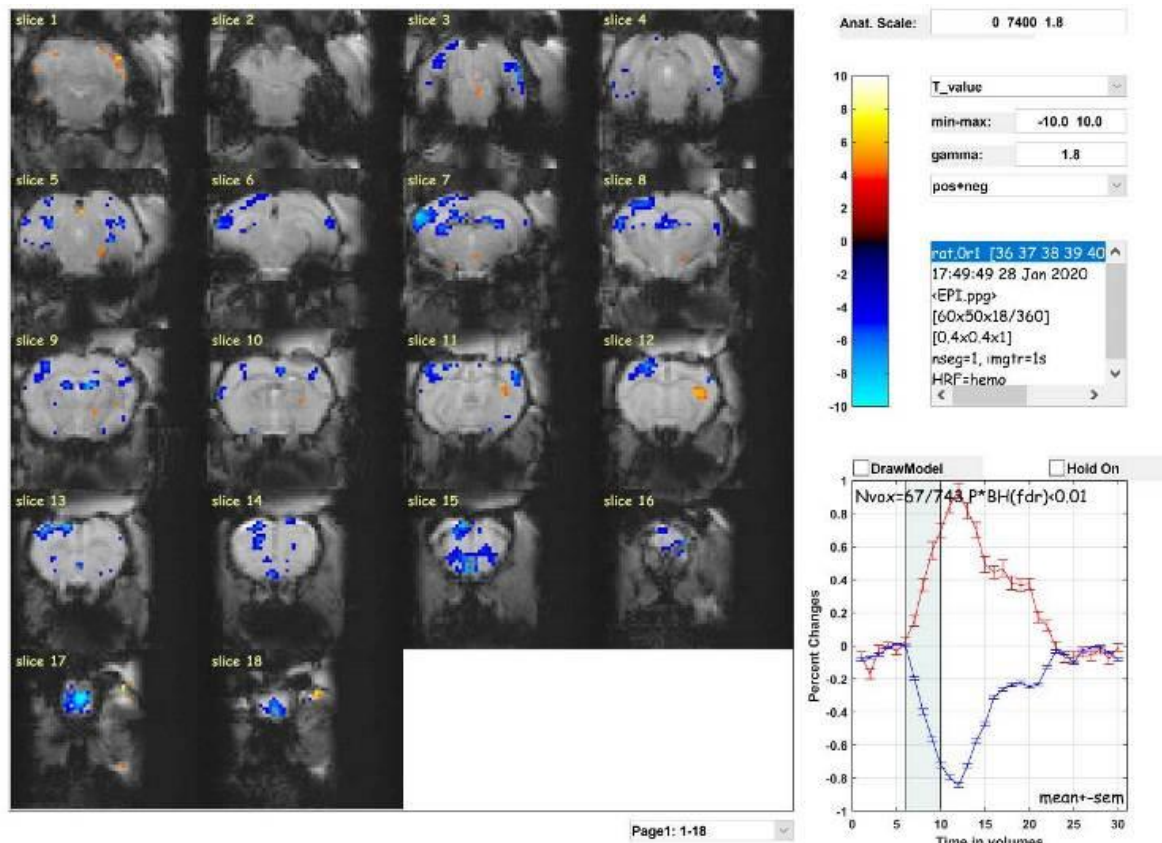 slice 1
slice 2
slice 3
slice 4
slice 5
slice 6
slice 7
slice 8
slice 9
slice 10
slice 11
slice 12
slice 13
slice 14
slice 15
slice 16
slice 17
slice 18
Page1: 1-18
Anat. Scale: 0 7400 1.8
10
8
6
4
2
0
-2
-4
-6
-8
-10
T_value
min-max: -10.0 10.0
gamma: 1.8
pos+neg
rat.0r1 [36 37 38 39 40
17:49:49 28 Jan 2020
<EPI.ppg>
[60x50x18/360]
[0.4x0.4x1]
nseg=1, imgtr=1s
HRF=hemo
DrawModel Hold On
Nvox=67/743 P*BH(fdr)<0.01
1
0.8
0.6
0.4
0.2
0
-0.2
-0.4
-0.6
-0.8
-1
Percent Changes
mean+-sem
0 5 10 15 20 25 30
Time in volumes